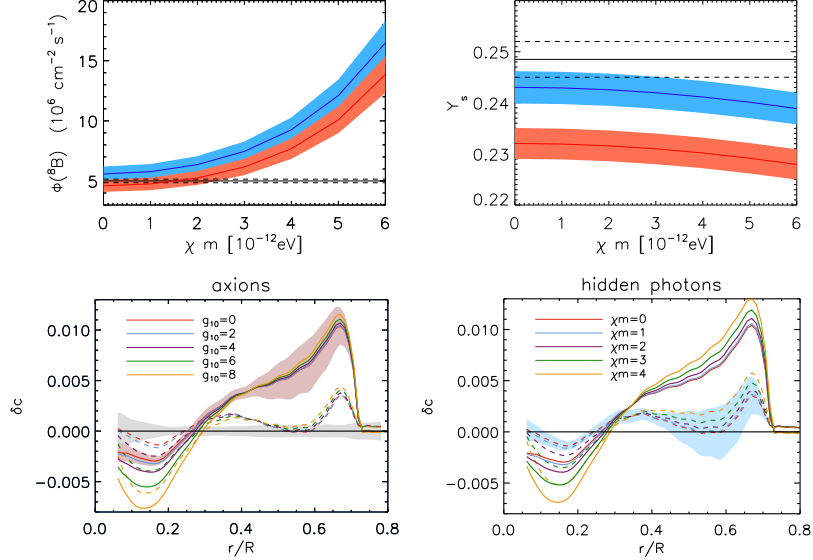 20
15
10
5
ϕ(⁸B) (10⁶ cm⁻² s⁻¹)
0 1 2 3 4 5 6
χ m [10⁻¹²eV]
0.25
0.24
0.23
0.22
Yₛ
0 1 2 3 4 5 6
χ m [10⁻¹²eV]
axions
g₁₀=0
g₁₀=2
g₁₀=4
g₁₀=6
g₁₀=8
0.010
0.005
0.000
−0.005
δc
0.0 0.2 0.4 0.6 0.8
r/R
hidden photons
χm=0
χm=1
χm=2
χm=3
χm=4
0.010
0.005
0.000
−0.005
δc
0.0 0.2 0.4 0.6 0.8
r/R